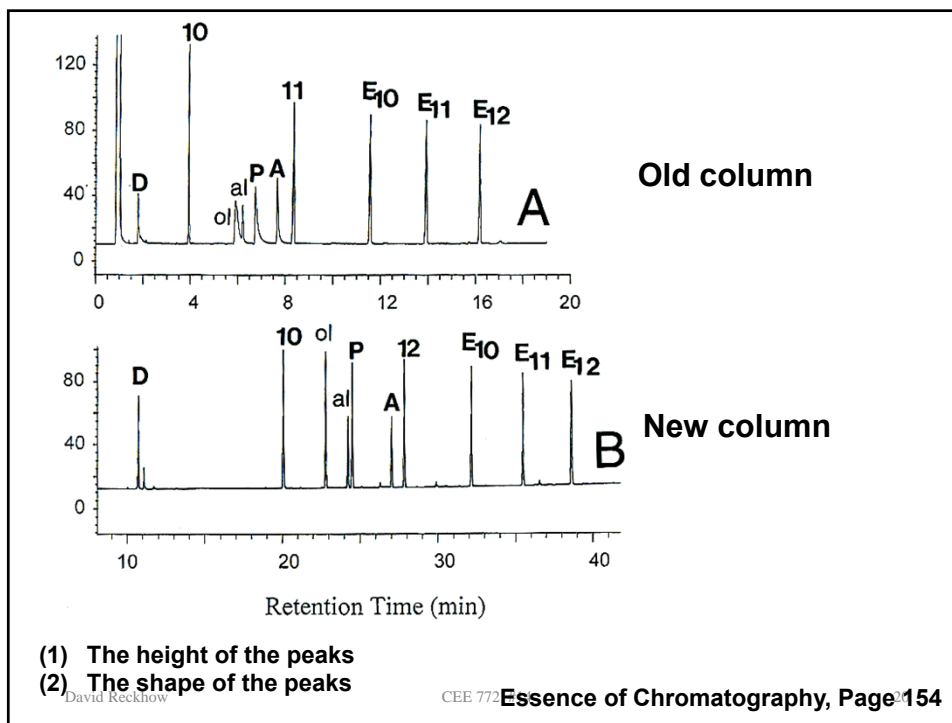 10
120
11
E10
E11
E12
80
D
ol
al
P
A
40
Old column
A
0
0 4 8 12 16 20
10
ol
P
12
E10
E11
E12
80
D
al
A
New column
40
B
0
10 20 30 40
Retention Time (min)
(1) The height of the peaks
(2) The shape of the peaks
David Reckhow
CEE 772
Essence of Chromatography, Page 154